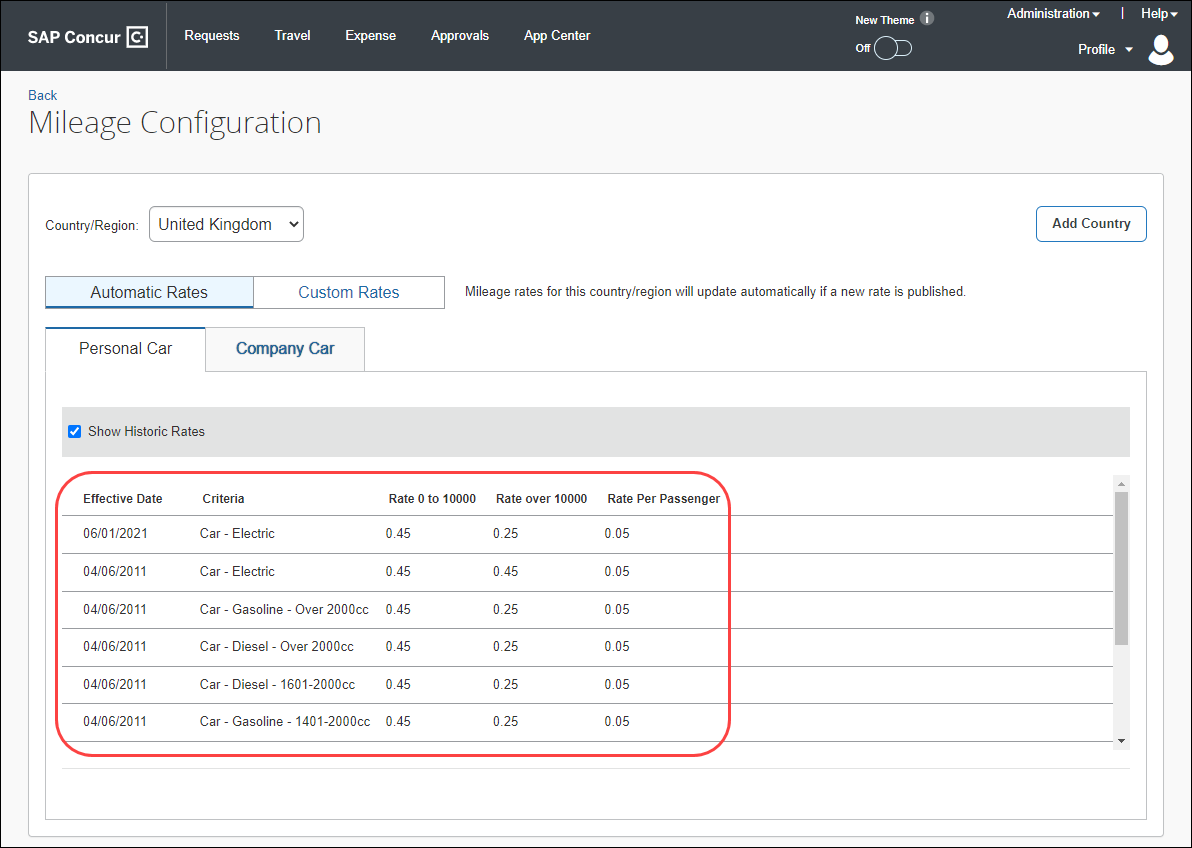 SAP Concur C
Requests Travel Expense Approvals App Center
New Theme i
Off
Administration | Help
Profile
Back
Mileage Configuration
Country/Region: United Kingdom
Add Country
Automatic Rates Custom Rates Mileage rates for this country/region will update automatically if a new rate is published.
Personal Car Company Car
Show Historic Rates
Effective Date Criteria Rate 0 to 10000 Rate over 10000 Rate Per Passenger
06/01/2021 Car - Electric 0.45 0.25 0.05
04/06/2011 Car - Electric 0.45 0.45 0.05
04/06/2011 Car - Gasoline - Over 2000cc 0.45 0.25 0.05
04/06/2011 Car - Diesel - Over 2000cc 0.45 0.25 0.05
04/06/2011 Car - Diesel - 1601-2000cc 0.45 0.25 0.05
04/06/2011 Car - Gasoline - 1401-2000cc 0.45 0.25 0.05